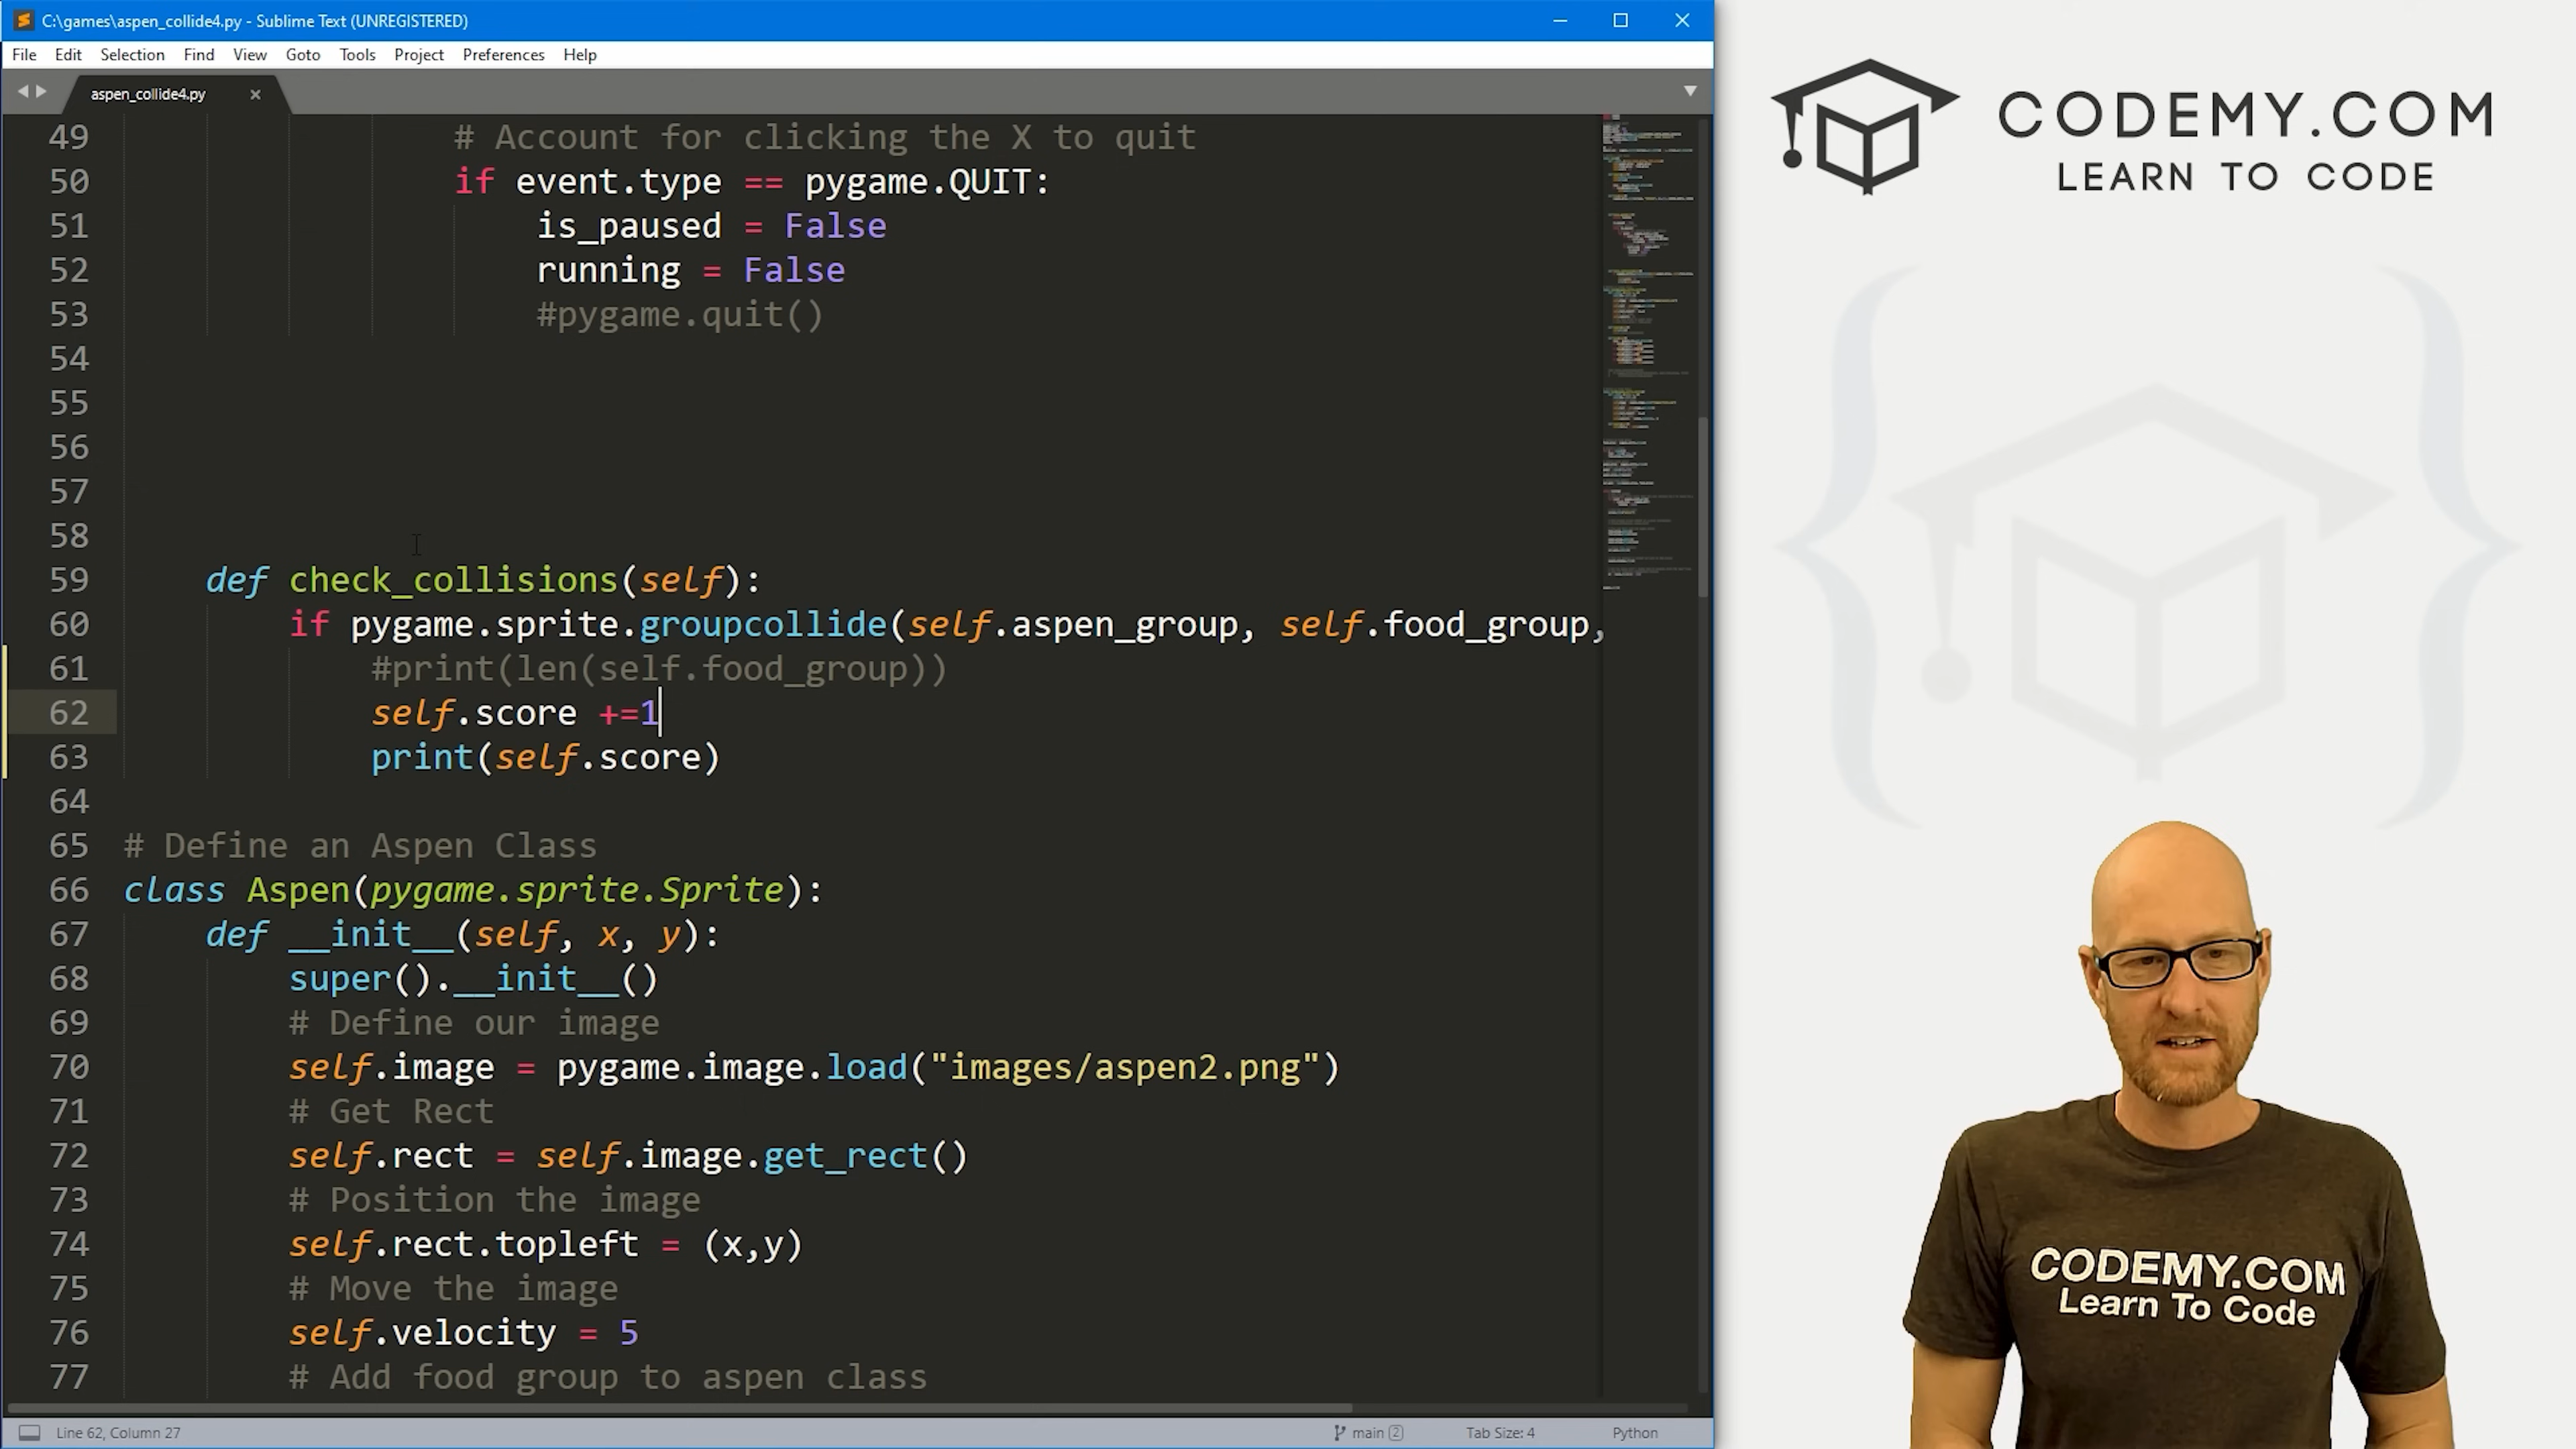 C:\games\aspen_collide4.py - Sublime Text (UNREGISTERED)
File Edit Selection Find View Goto Tools Project Preferences Help
aspen_collide4.py
49 # Account for clicking the X to quit
50 if event.type == pygame.QUIT:
51 is_paused = False
52 running = False
53 #pygame.quit()
54
55
56
57
58
59 def check_collisions(self):
60 if pygame.sprite.groupcollide(self.aspen_group, self.food_group,
61 #print(len(self.food_group))
62 self.score +=1
63 print(self.score)
64
65 # Define an Aspen Class
66 class Aspen(pygame.sprite.Sprite):
67 def __init__(self, x, y):
68 super().__init__()
69 # Define our image
70 self.image = pygame.image.load("images/aspen2.png")
71 # Get Rect
72 self.rect = self.image.get_rect()
73 # Position the image
74 self.rect.topleft = (x,y)
75 # Move the image
76 self.velocity = 5
77 # Add food group to aspen class
Line 62, Column 27
main 2
Tab Size: 4
Python
CODEMY.COM
LEARN TO CODE
CODEMY.COM
Learn To Code